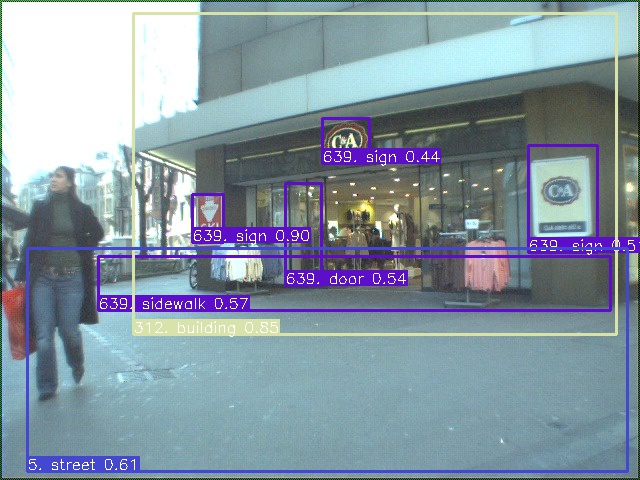 C&A
639. sign 0.44
C&A
639. sign 0.90
639. sign 0.5
639. door 0.54
639. sidewalk 0.57
312. building 0.85
5. street 0.61